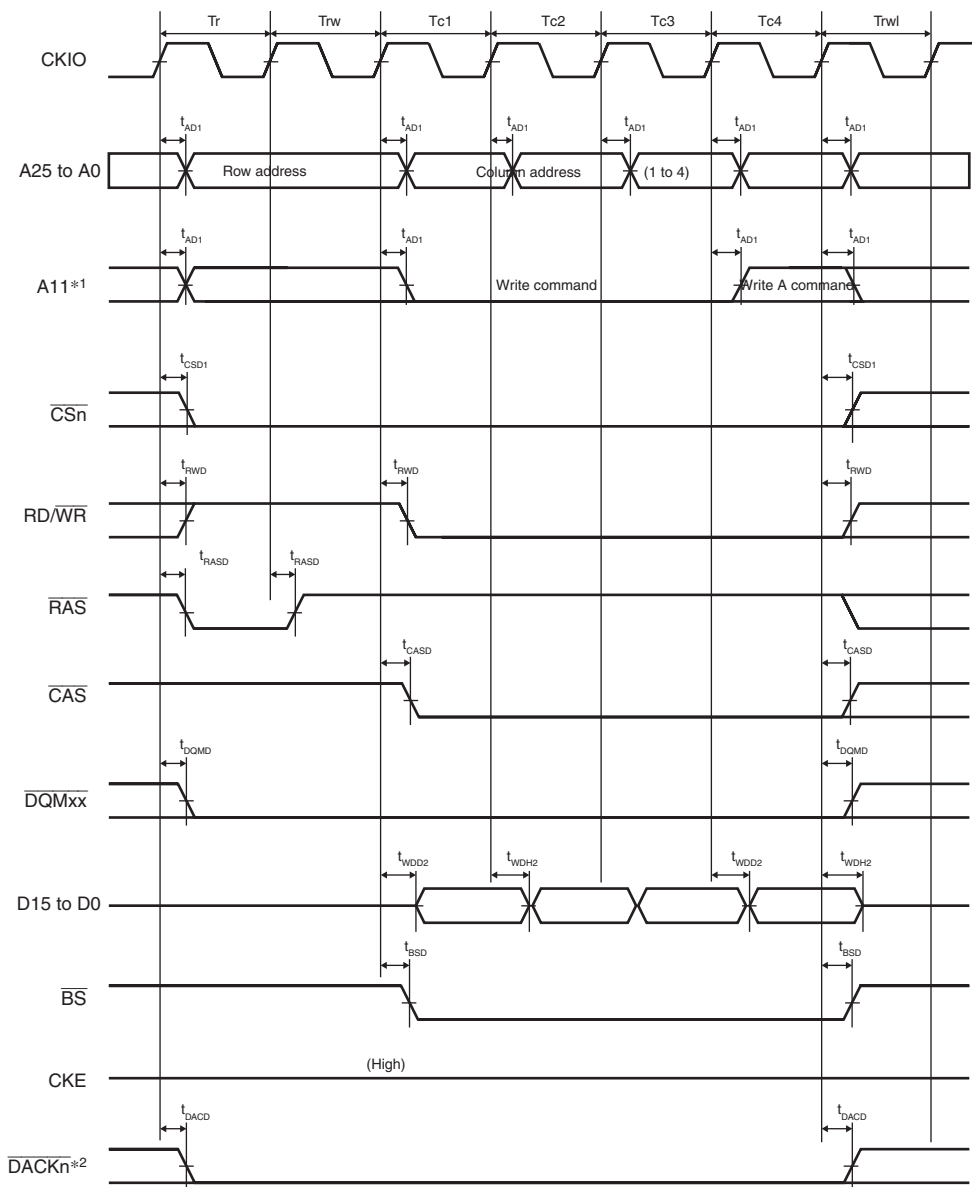 Tr Trw Tc1 Tc2 Tc3 Tc4 Trwl
CKIO
tAD1 tAD1 tAD1 tAD1 tAD1 tAD1
A25 to A0 Row address Column address (1 to 4)
tAD1 tAD1 tAD1 tAD1
A11*1 Write command Write A command
tCSD1 tCSD1
CSn
tRWD tRWD tRWD
RD/WR
tRASD tRASD
RAS
tCASD tCASD
CAS
tDQMD tDQMD
DQMxx
tWDD2 tWDH2 tWDD2 tWDH2
D15 to D0
tBSD tBSD
BS
(High)
CKE
tDACD tDACD
DACKn*2